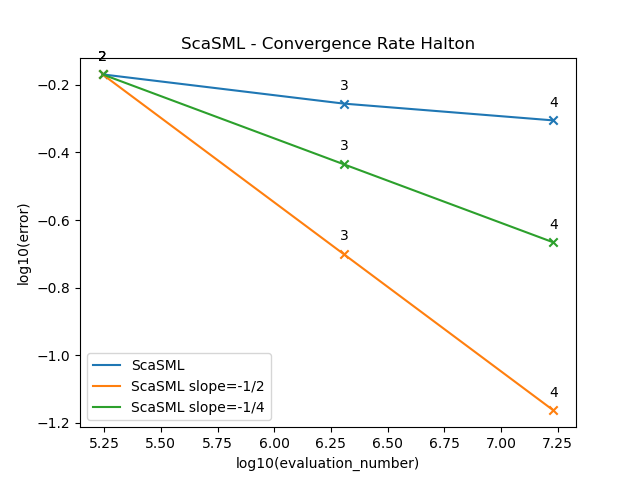 ScaSML - Convergence Rate Halton
2
3
4
3
4
3
4
−0.2
−0.4
−0.6
−0.8
−1.0
−1.2
log10(error)
ScaSML
ScaSML slope=-1/2
ScaSML slope=-1/4
5.25 5.50 5.75 6.00 6.25 6.50 6.75 7.00 7.25
log10(evaluation_number)